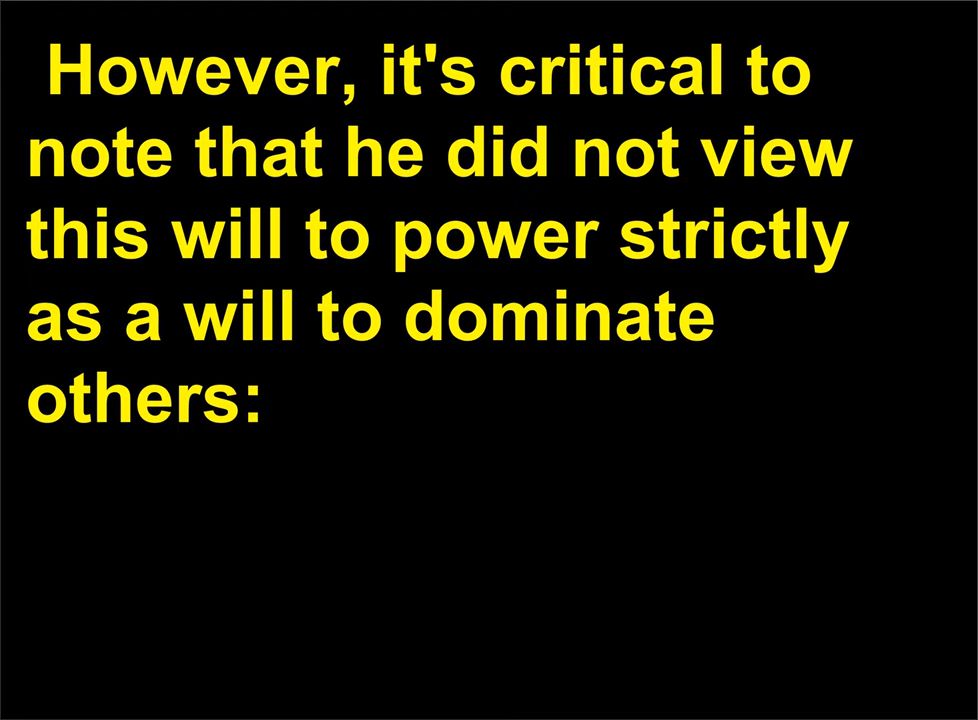 However, it's critical to
note that he did not view
this will to power strictly
as a will to dominate
others: